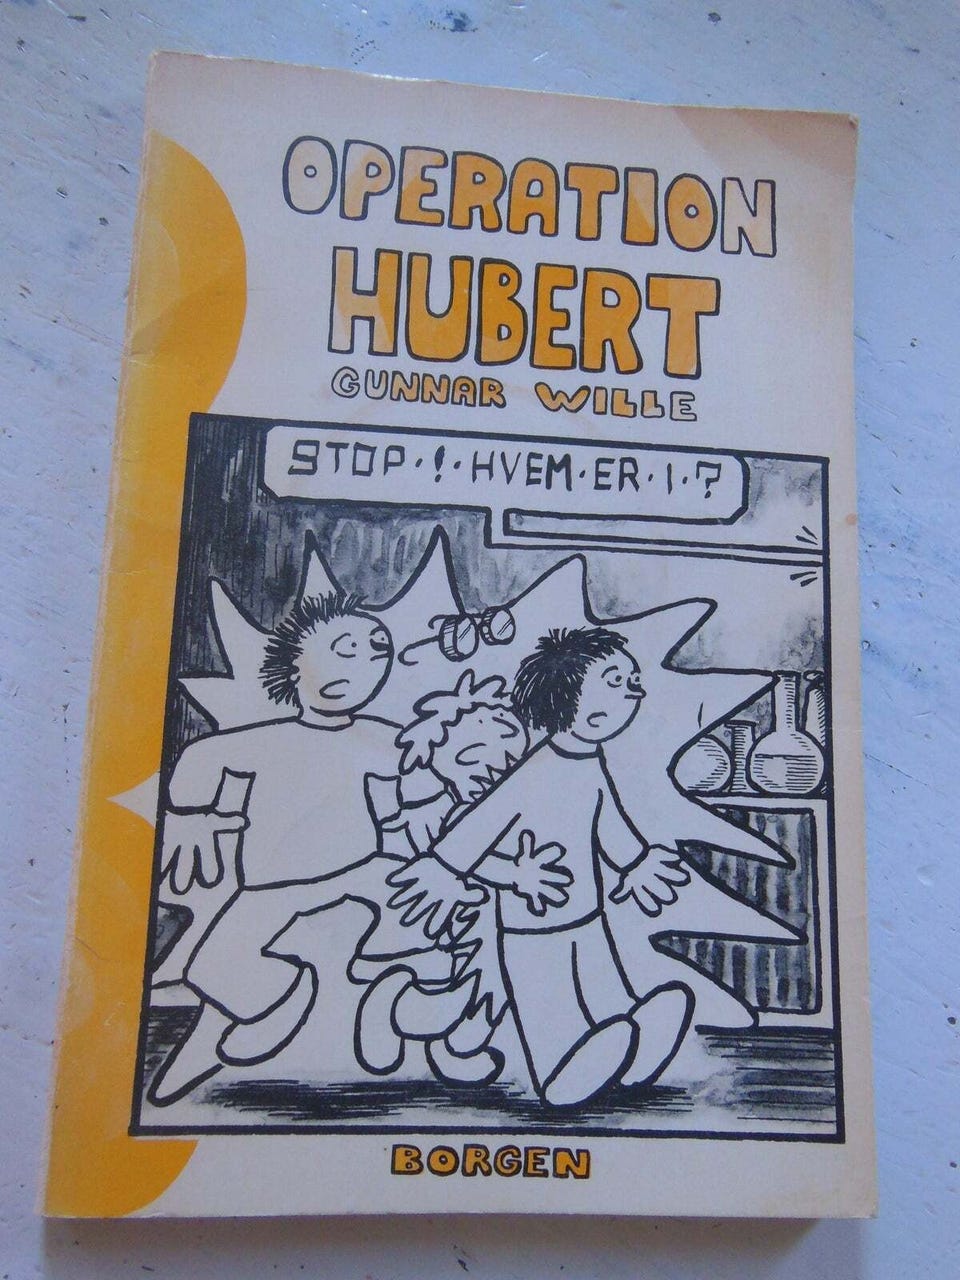 OPERATION
HUBERT
GUNNAR WILLE
STOP·!·HVEM·ER·I·?
BORGEN